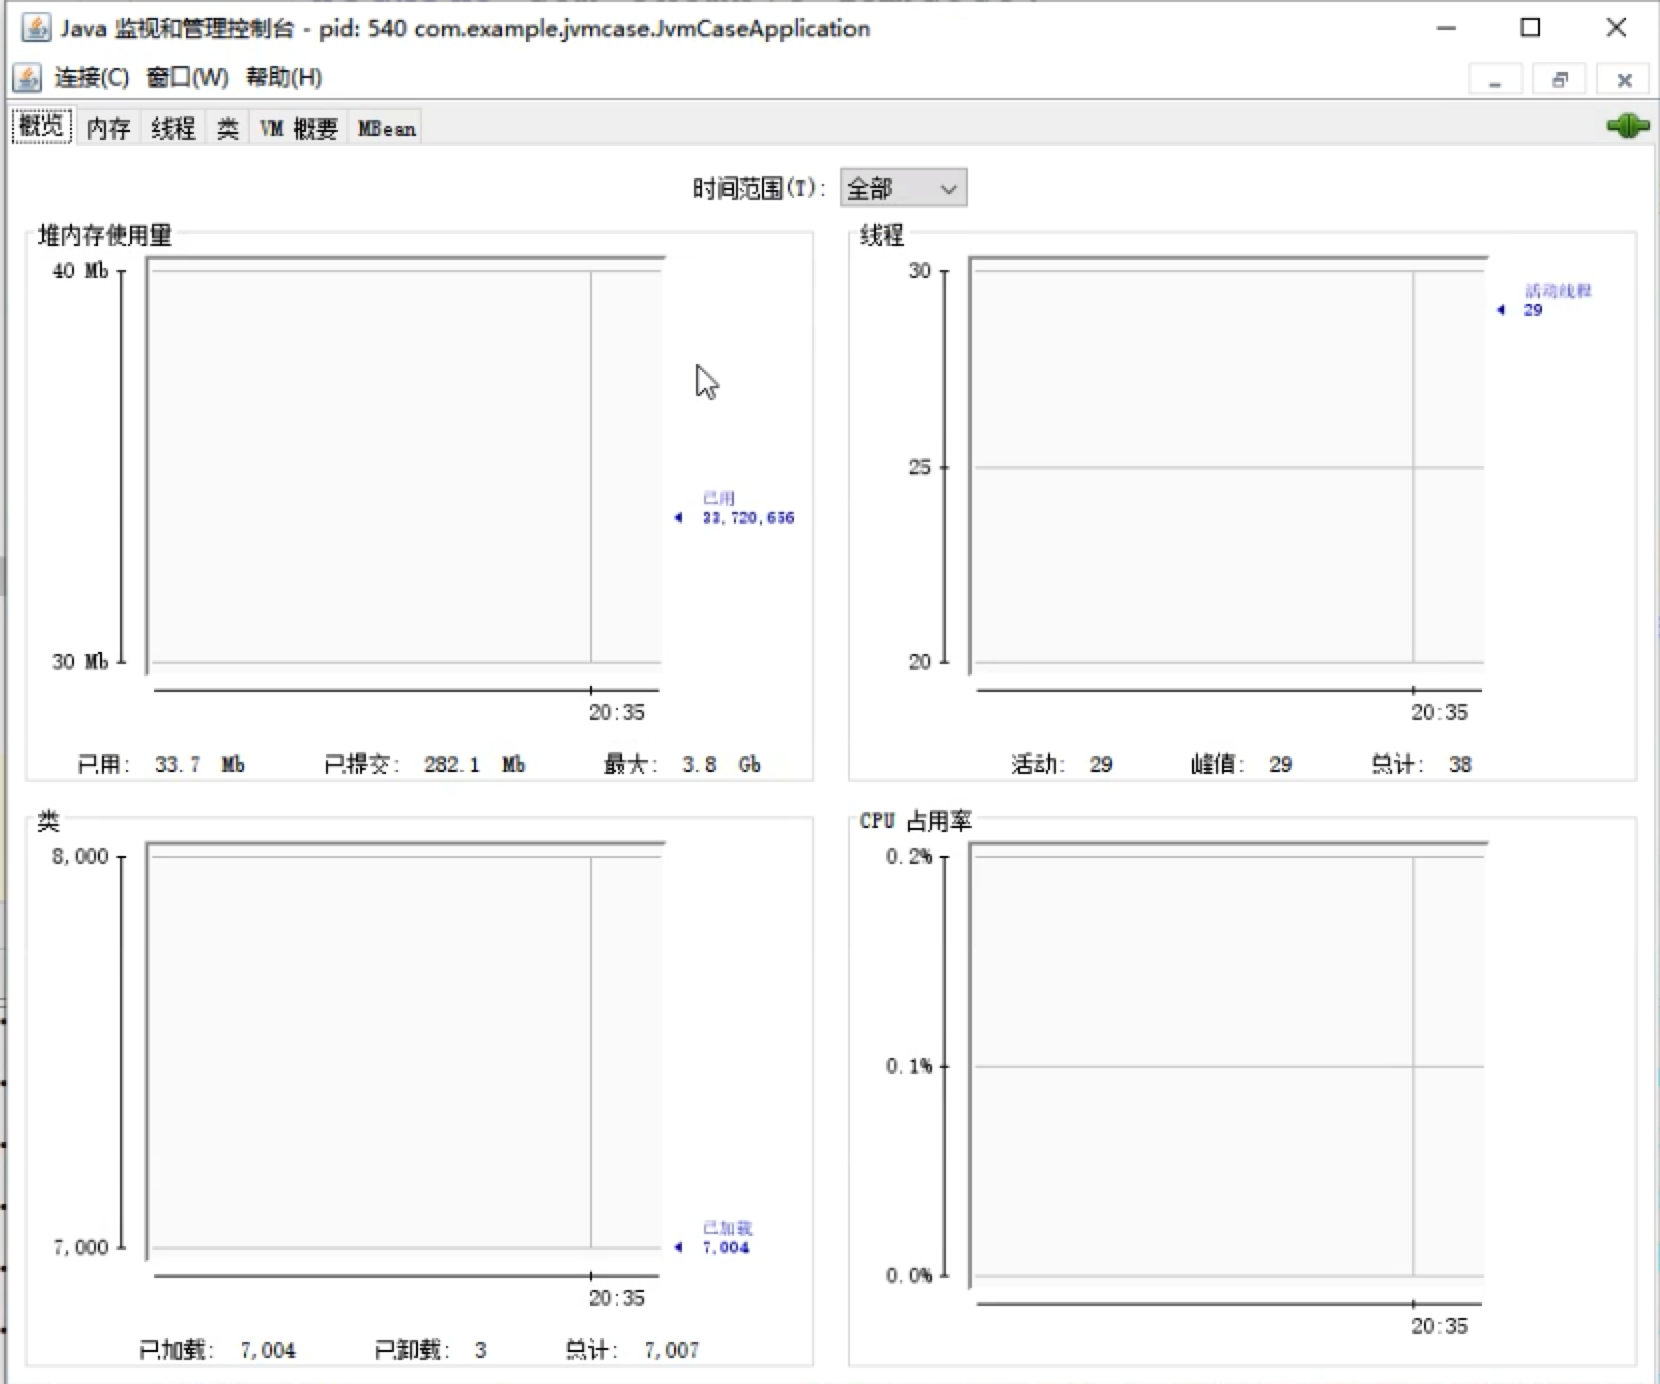 Java 监视和管理控制台 - pid: 540 com.example.jvmcase.JvmCaseApplication
连接(C) 窗口(W) 帮助(H)
概览 内存 线程 类 VM 概要 MBean
时间范围(T): 全部
堆内存使用量
40 Mb
30 Mb
已用
33,720,656
20:35
已用: 33.7 Mb 已提交: 282.1 Mb 最大: 3.8 Gb
线程
30
25
20
活动线程
29
20:35
活动: 29 峰值: 29 总计: 38
类
8,000
7,000
已加载
7,004
20:35
已加载: 7,004 已卸载: 3 总计: 7,007
CPU 占用率
0.2%
0.1%
0.0%
20:35